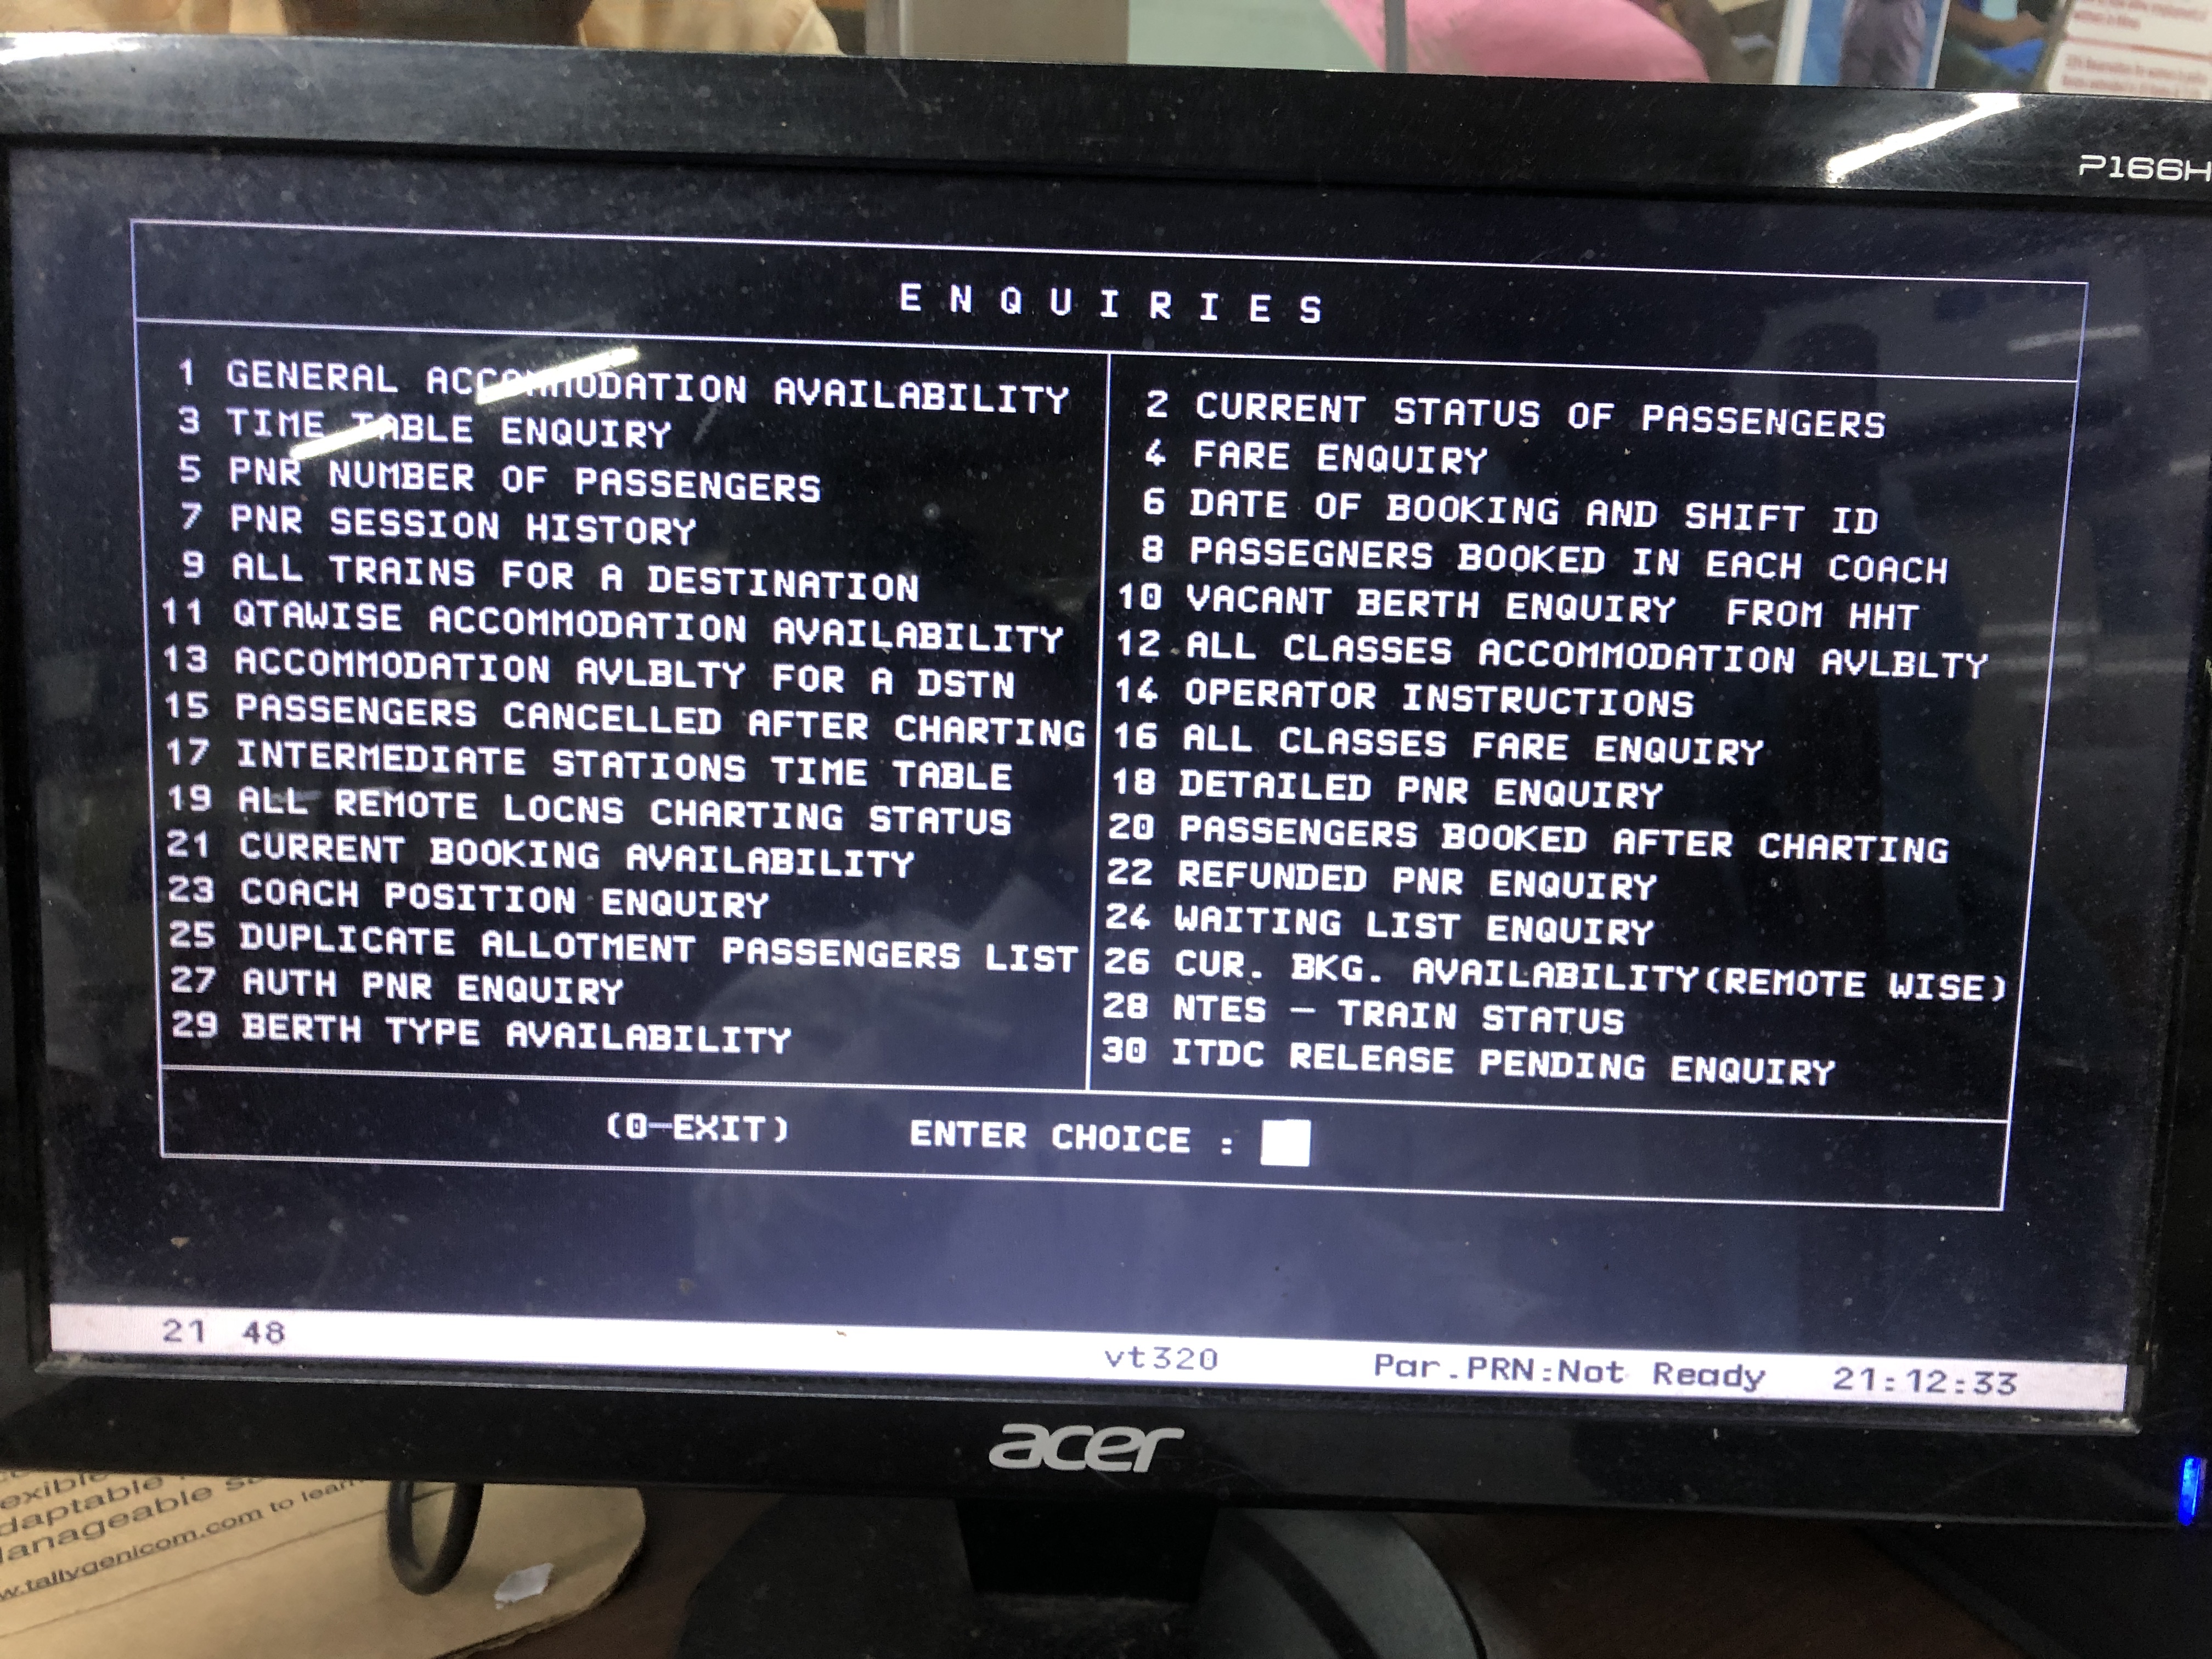 P166H
E N Q U I R I E S
1 GENERAL ACCOMMODATION AVAILABILITY
2 CURRENT STATUS OF PASSENGERS
3 TIME TABLE ENQUIRY
4 FARE ENQUIRY
5 PNR NUMBER OF PASSENGERS
6 DATE OF BOOKING AND SHIFT ID
7 PNR SESSION HISTORY
8 PASSEGNERS BOOKED IN EACH COACH
9 ALL TRAINS FOR A DESTINATION
10 VACANT BERTH ENQUIRY FROM HHT
11 QTAWISE ACCOMMODATION AVAILABILITY
12 ALL CLASSES ACCOMMODATION AVLBLTY
13 ACCOMMODATION AVLBLTY FOR A DSTN
14 OPERATOR INSTRUCTIONS
15 PASSENGERS CANCELLED AFTER CHARTING
16 ALL CLASSES FARE ENQUIRY
17 INTERMEDIATE STATIONS TIME TABLE
18 DETAILED PNR ENQUIRY
19 ALL REMOTE LOCNS CHARTING STATUS
20 PASSENGERS BOOKED AFTER CHARTING
21 CURRENT BOOKING AVAILABILITY
22 REFUNDED PNR ENQUIRY
23 COACH POSITION ENQUIRY
24 WAITING LIST ENQUIRY
25 DUPLICATE ALLOTMENT PASSENGERS LIST
26 CUR. BKG. AVAILABILITY(REMOTE WISE)
27 AUTH PNR ENQUIRY
28 NTES — TRAIN STATUS
29 BERTH TYPE AVAILABILITY
30 ITDC RELEASE PENDING ENQUIRY
(0—EXIT) ENTER CHOICE :
21 48 vt320 Par.PRN:Not Ready 21:12:33
acer
exible
daptable
anageable
w.tallygenicom.com to learn